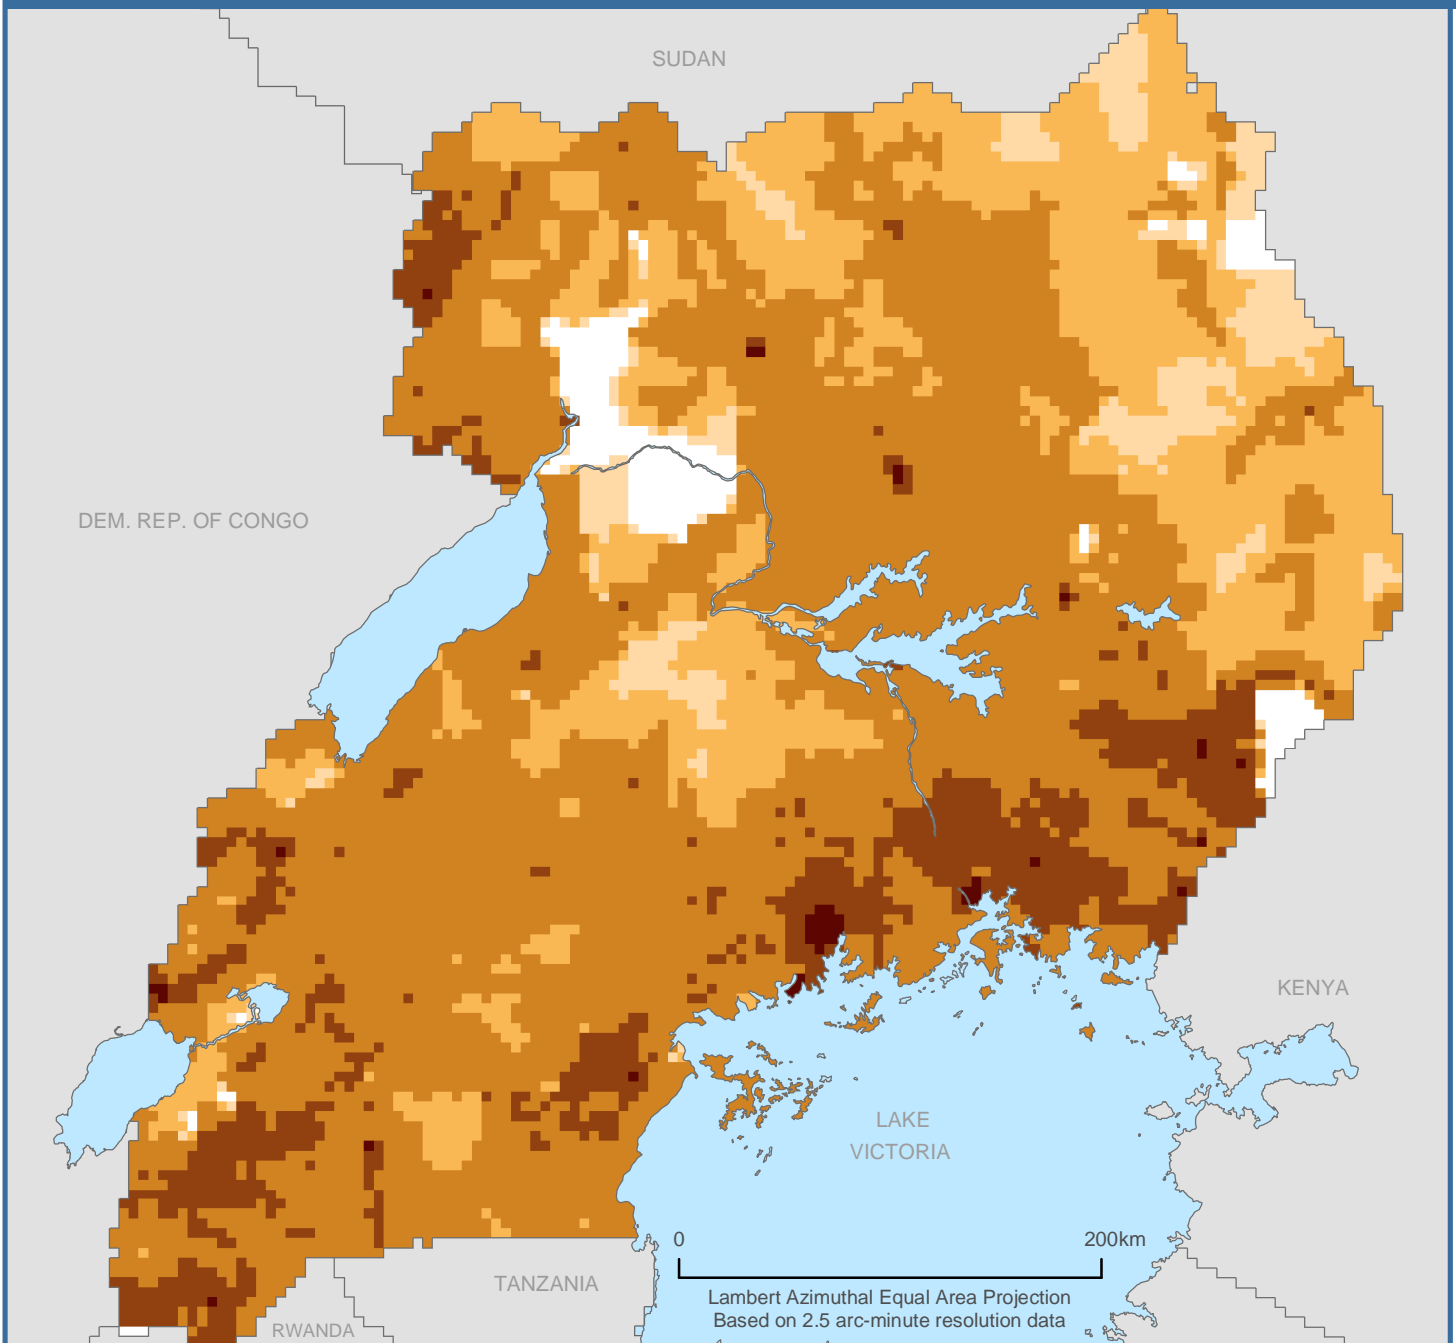 SUDAN
DEM. REP. OF CONGO
KENYA
LAKE
VICTORIA
0 200km
TANZANIA
Lambert Azimuthal Equal Area Projection
Based on 2.5 arc-minute resolution data
RWANDA